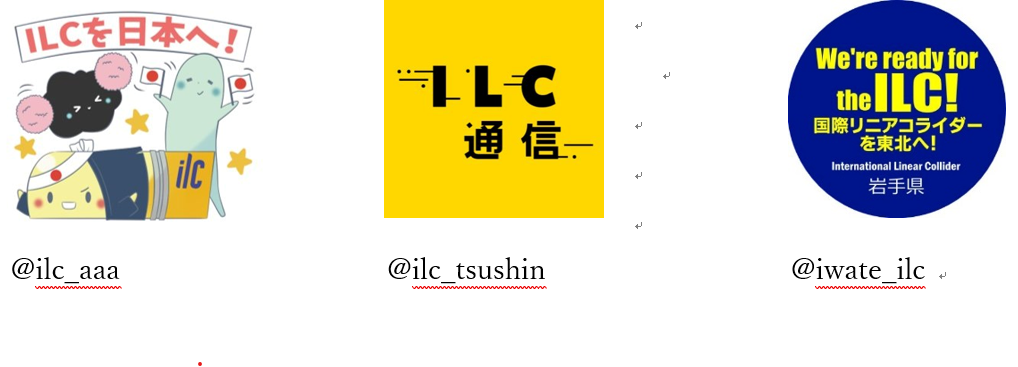 ILCを日本へ!
ilc
@ilc_aaa
ILC
通信
@ilc_tsushin
We're ready for
the ILC!
国際リニアコライダー
を東北へ!
International Linear Collider
岩手県
@iwate_ilc